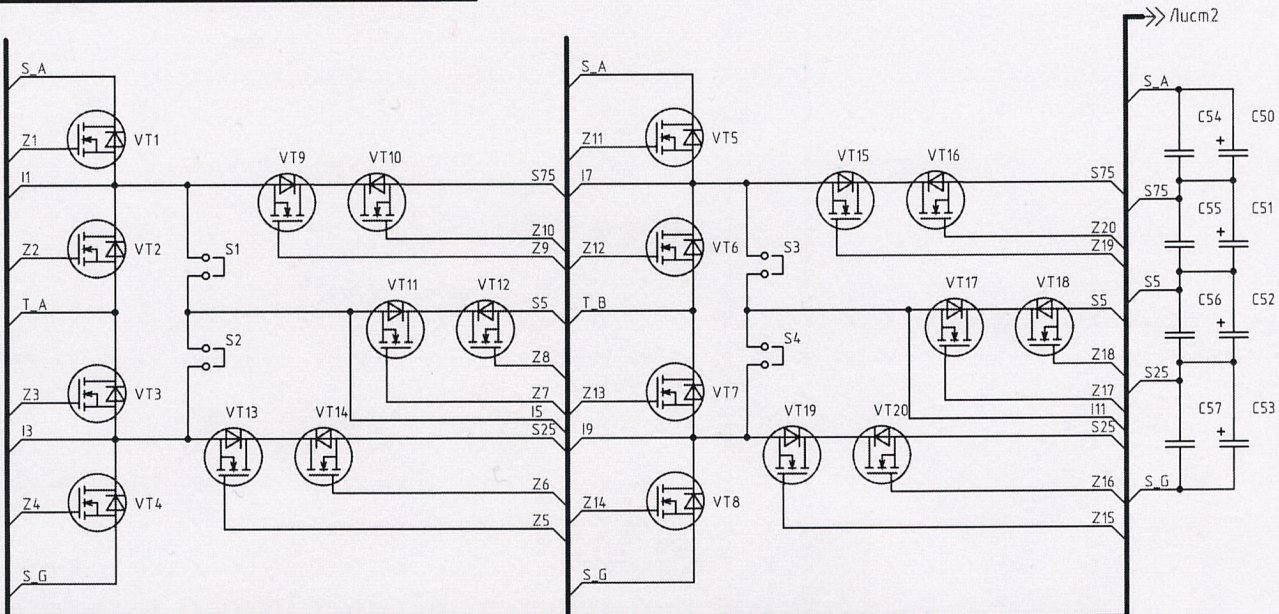 Лист2
S_A
S_A
S_A
C54
C50
Z1
VT1
Z11
VT5
+
VT9
VT10
VT15
VT16
I1
S75
I7
S75
S75
Z10
Z20
C55
C51
Z2
VT2
S1
Z9
Z12
VT6
S3
Z19
+
VT11
VT12
VT17
VT18
S5
T_A
S5
T_B
S5
C56
C52
S2
S4
+
Z8
Z18
S25
Z3
VT3
Z7
Z13
VT7
Z17
VT13
VT14
I5
VT19
VT20
I11
C57
C53
I3
S25
I9
S25
+
Z4
VT4
Z6
Z14
VT8
Z16
S_G
Z5
Z15
S_G
S_G